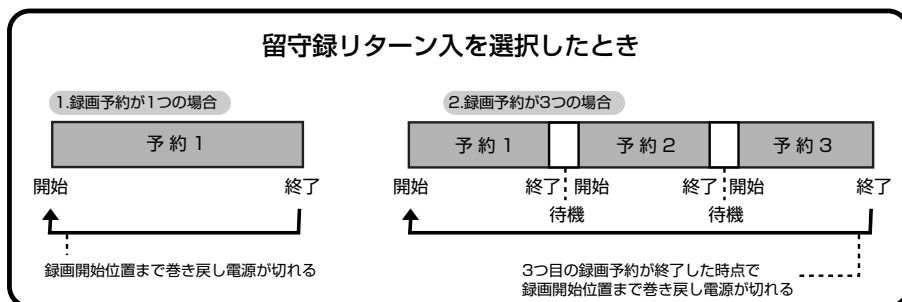 留守録リターン入を選択したとき
1.録画予約が1つの場合
予約1
開始 終了
録画開始位置まで巻き戻し電源が切れる
2.録画予約が3つの場合
予約1 予約2 予約3
開始 終了 開始 終了 開始 終了
待機 待機
3つ目の録画予約が終了した時点で
録画開始位置まで巻き戻し電源が切れる